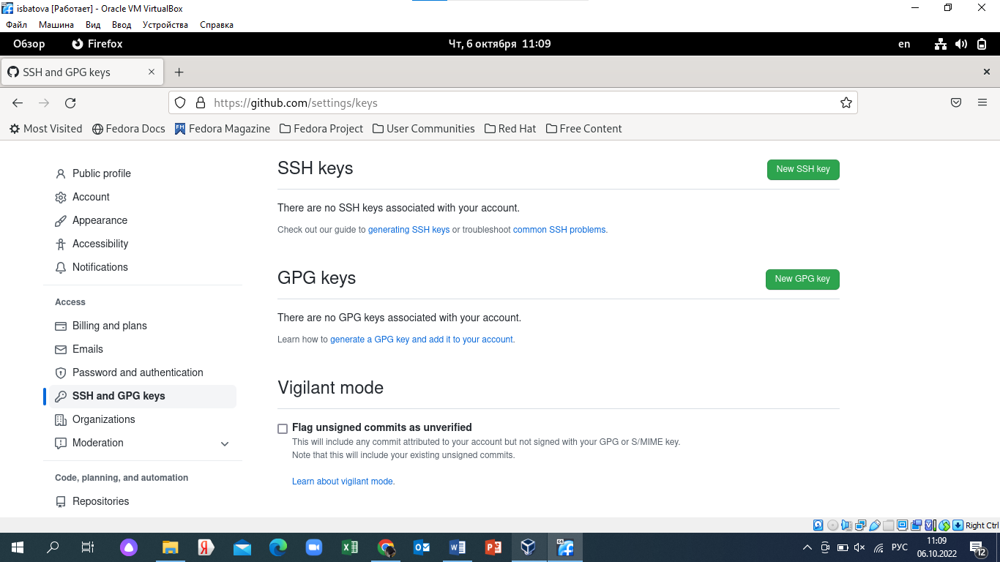 isbatova [Работает] - Oracle VM VirtualBox
Файл Машина Вид Ввод Устройства Справка
Обзор Firefox Чт, 6 октября 11:09 en
SSH and GPG keys
https://github.com/settings/keys
Most Visited Fedora Docs Fedora Magazine Fedora Project User Communities Red Hat Free Content
Public profile
Account
Appearance
Accessibility
Notifications
Access
Billing and plans
Emails
Password and authentication
SSH and GPG keys
Organizations
Moderation
Code, planning, and automation
Repositories
SSH keys
New SSH key
There are no SSH keys associated with your account.
Check out our guide to generating SSH keys or troubleshoot common SSH problems.
GPG keys
New GPG key
There are no GPG keys associated with your account.
Learn how to generate a GPG key and add it to your account.
Vigilant mode
Flag unsigned commits as unverified
This will include any commit attributed to your account but not signed with your GPG or S/MIME key.
Note that this will include your existing unsigned commits.
Learn about vigilant mode.
Right Ctrl
РУС
11:09
06.10.2022
12